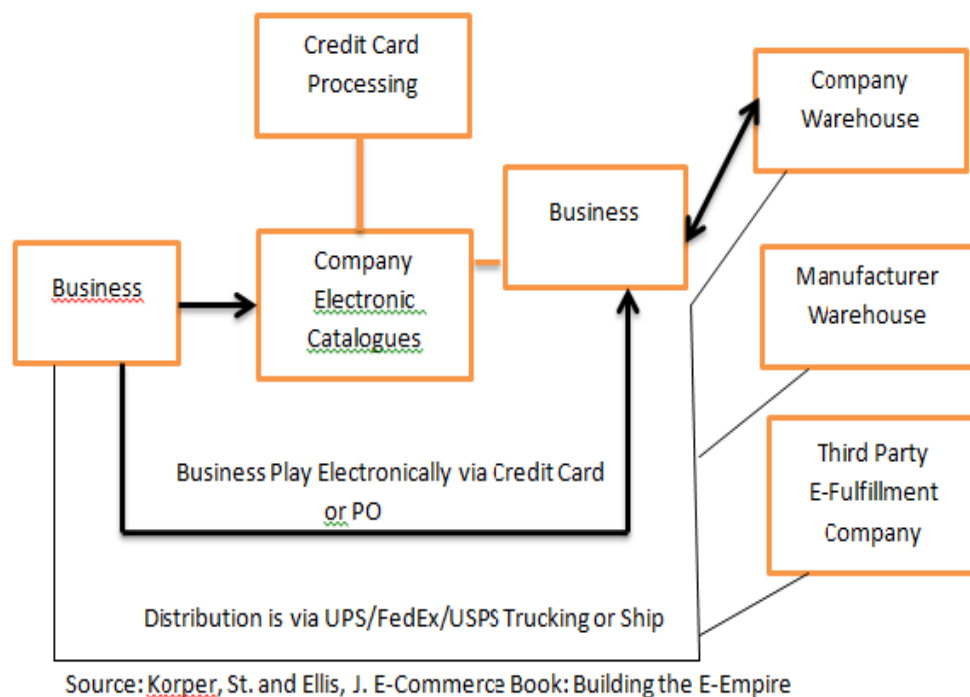 Credit Card
Processing
Company
Warehouse
Business
Company
Electronic
Catalogues
Business
Manufacturer
Warehouse
Third Party
E-Fulfillment
Company
Business Play Electronically via Credit Card
or PO
Distribution is via UPS/FedEx/USPS Trucking or Ship
Source: Korper, St. and Ellis, J. E-Commerce Book: Building the E-Empire